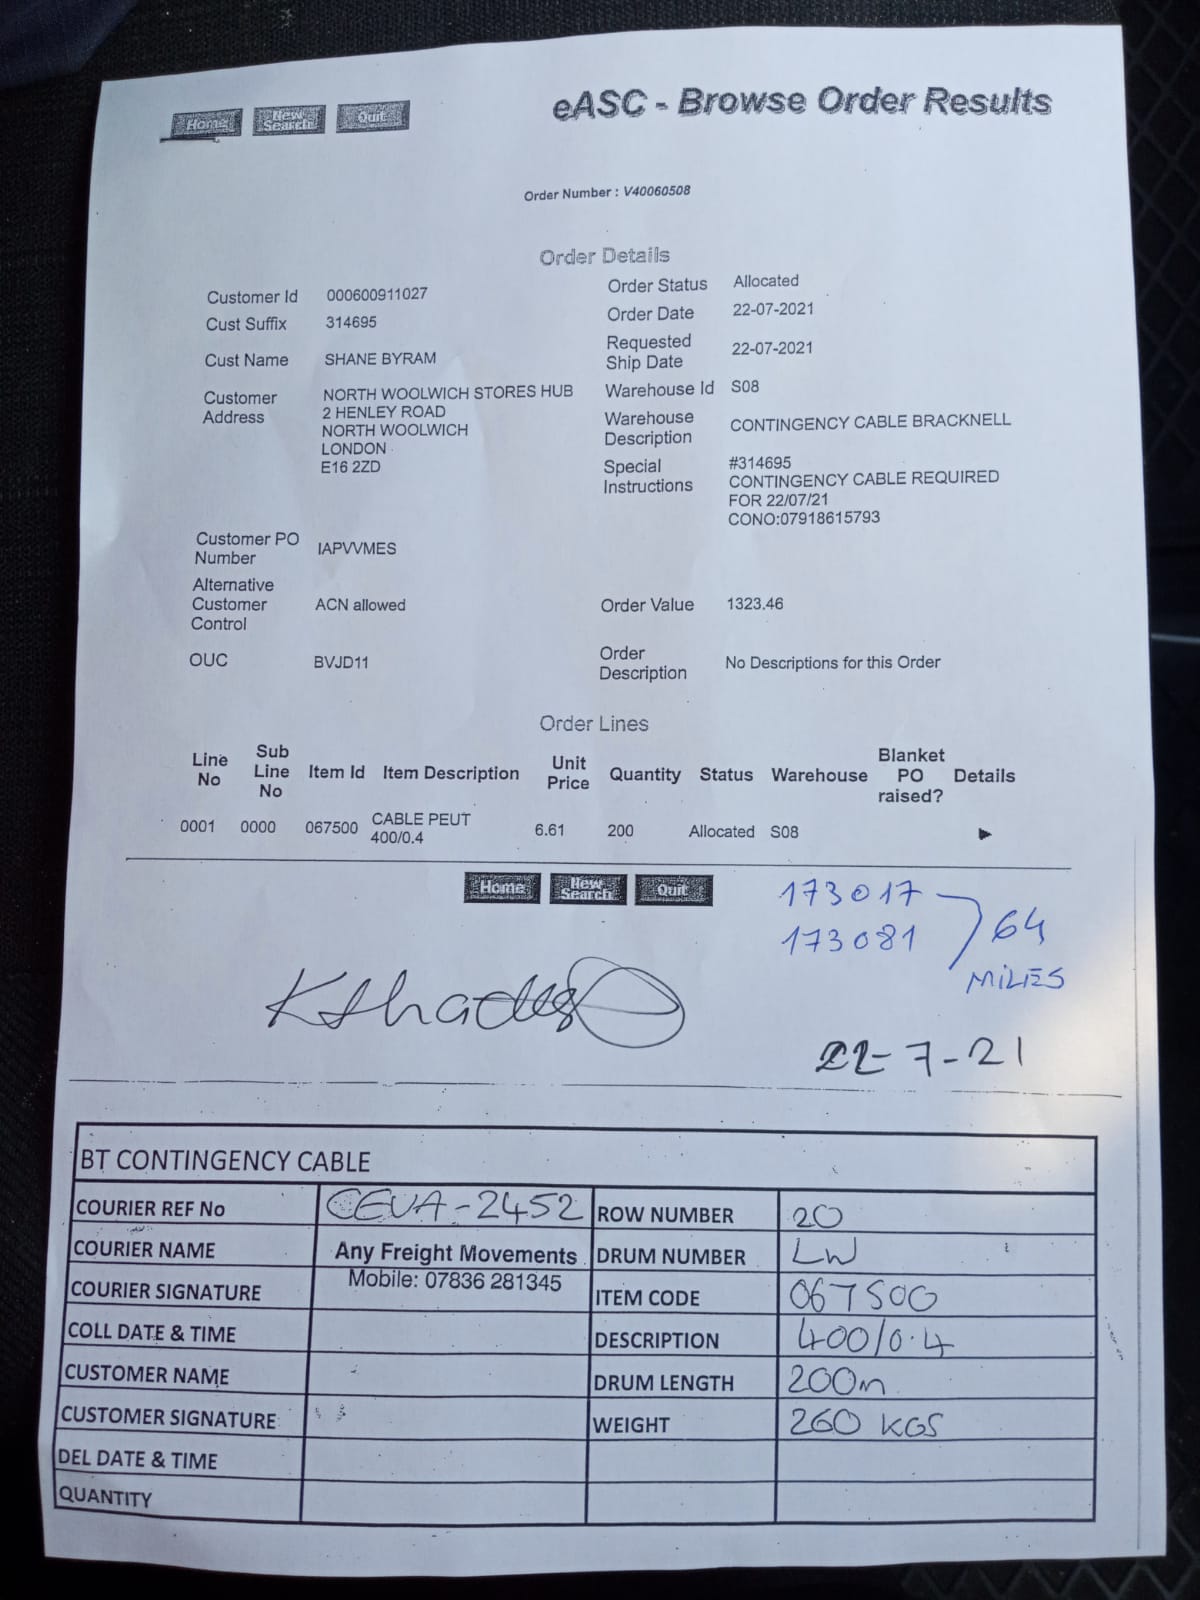 eASC - Browse Order Results
Home New Search Quit
Order Number : V40060508
Order Details
Customer Id 000600911027
Order Status Allocated
Cust Suffix 314695
Order Date 22-07-2021
Cust Name SHANE BYRAM
Requested Ship Date 22-07-2021
Customer Address NORTH WOOLWICH STORES HUB
2 HENLEY ROAD
NORTH WOOLWICH
LONDON
E16 2ZD
Warehouse Id S08
Warehouse Description CONTINGENCY CABLE BRACKNELL
Special Instructions #314695
CONTINGENCY CABLE REQUIRED
FOR 22/07/21
CONO:07918615793
Customer PO Number IAPVVMES
Alternative Customer Control ACN allowed
Order Value 1323.46
OUC BVJD11
Order Description No Descriptions for this Order
Order Lines
Line No Sub Line No Item Id Item Description Unit Price Quantity Status Warehouse Blanket PO raised? Details
0001 0000 067500 CABLE PEUT 400/0.4 6.61 200 Allocated S08
Home New Search Quit
173017
173081
64
MILES
22-7-21
BT CONTINGENCY CABLE
COURIER REF No CEVA-2452 ROW NUMBER 20
COURIER NAME Any Freight Movements DRUM NUMBER LW
Mobile: 07836 281345
COURIER SIGNATURE ITEM CODE 067500
COLL DATE & TIME DESCRIPTION 400/0.4
CUSTOMER NAME DRUM LENGTH 200m
CUSTOMER SIGNATURE WEIGHT 260 KGS
DEL DATE & TIME
QUANTITY